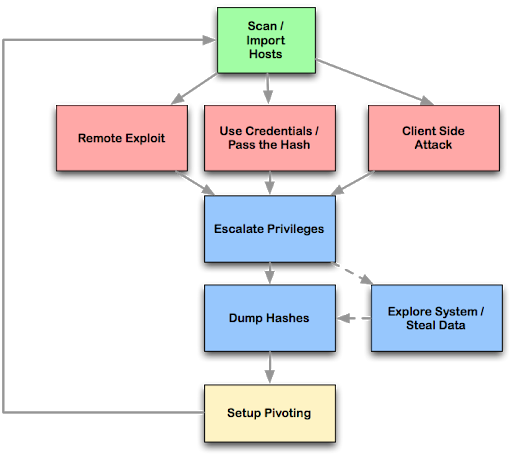 Scan /
Import
Hosts
Remote Exploit
Use Credentials /
Pass the Hash
Client Side
Attack
Escalate Privileges
Dump Hashes
Explore System /
Steal Data
Setup Pivoting